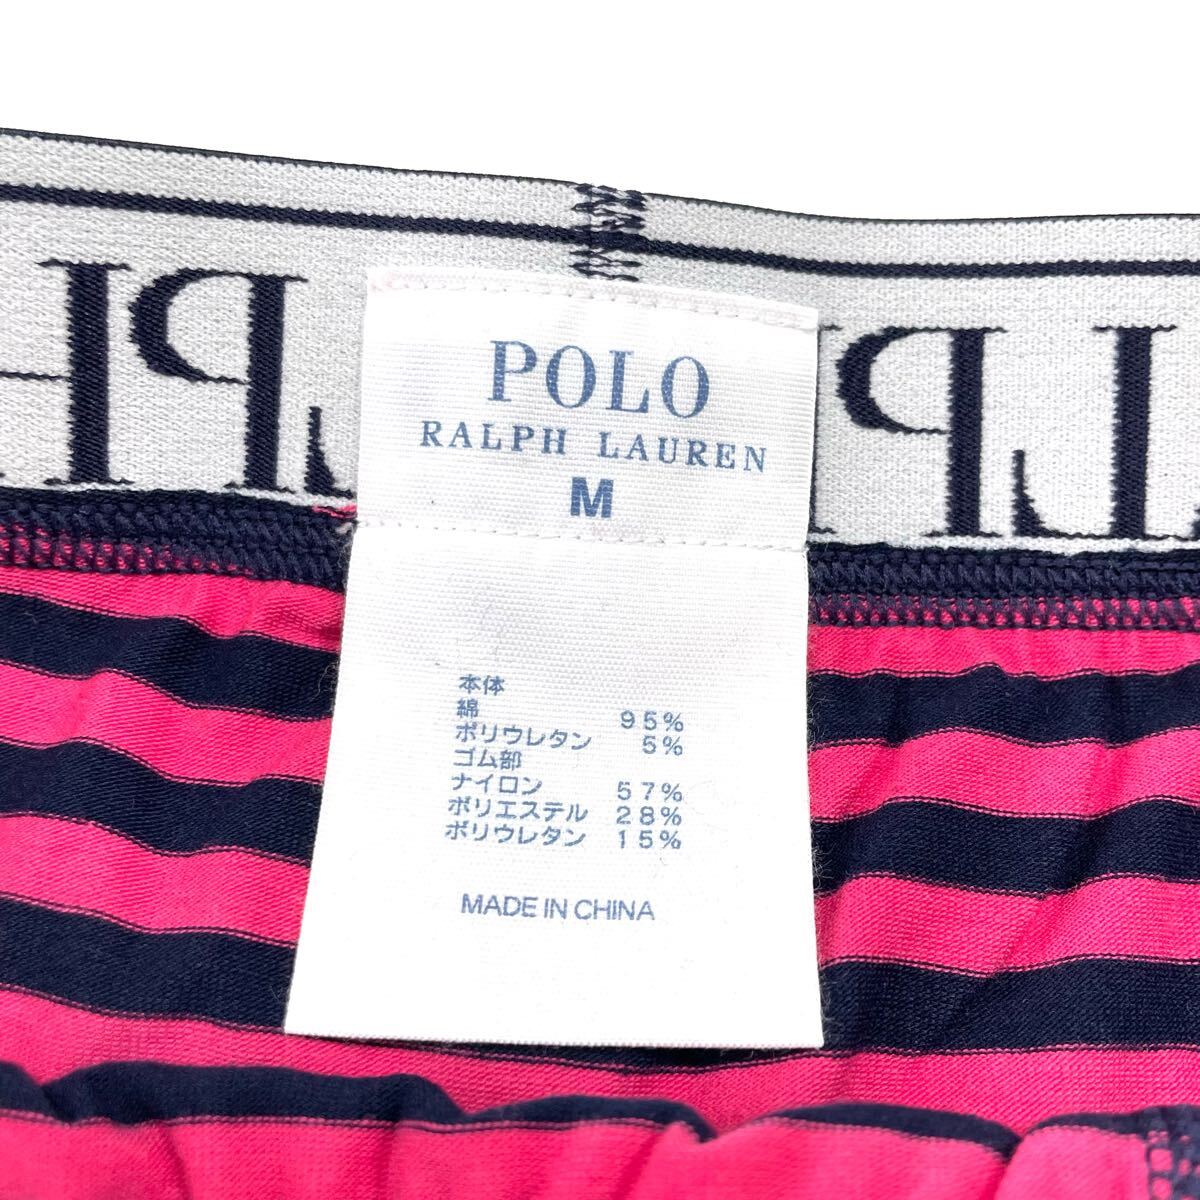 POLO
RALPH LAUREN
M
本体
綿 95%
ポリウレタン 5%
ゴム部
ナイロン 57%
ポリエステル 28%
ポリウレタン 15%
MADE IN CHINA